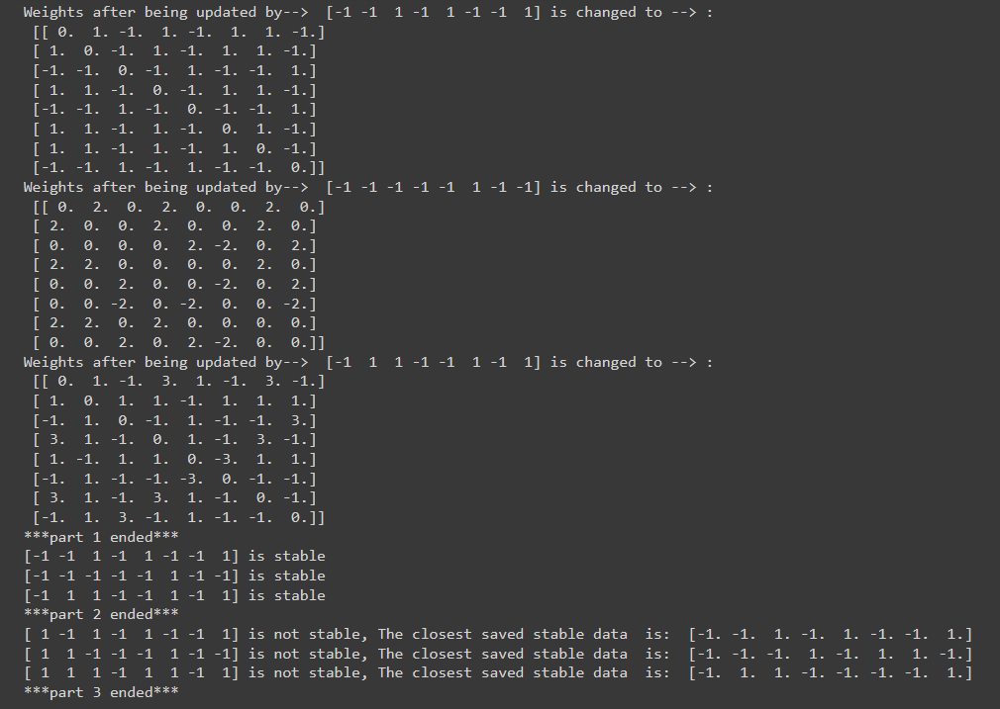 Weights after being updated by-->  [-1 -1  1 -1  1 -1 -1  1] is changed to --> :
 [[ 0.  1. -1.  1. -1.  1.  1. -1.]
 [ 1.  0. -1.  1. -1.  1.  1. -1.]
 [-1. -1.  0. -1.  1. -1. -1.  1.]
 [ 1.  1. -1.  0. -1.  1.  1. -1.]
 [-1. -1.  1. -1.  0. -1. -1.  1.]
 [ 1.  1. -1.  1. -1.  0.  1. -1.]
 [ 1.  1. -1.  1. -1.  1.  0. -1.]
 [-1. -1.  1. -1.  1. -1. -1.  0.]]
Weights after being updated by-->  [-1 -1 -1 -1 -1  1 -1 -1] is changed to --> :
 [[ 0.  2.  0.  2.  0.  0.  2.  0.]
 [ 2.  0.  0.  2.  0.  0.  2.  0.]
 [ 0.  0.  0.  0.  2. -2.  0.  2.]
 [ 2.  2.  0.  0.  0.  0.  2.  0.]
 [ 0.  0.  2.  0.  0. -2.  0.  2.]
 [ 0.  0. -2.  0. -2.  0.  0. -2.]
 [ 2.  2.  0.  2.  0.  0.  0.  0.]
 [ 0.  0.  2.  0.  2. -2.  0.  0.]]
Weights after being updated by-->  [-1  1  1 -1 -1  1 -1  1] is changed to --> :
 [[ 0.  1. -1.  3.  1. -1.  3. -1.]
 [ 1.  0.  1.  1. -1.  1.  1.  1.]
 [-1.  1.  0. -1.  1. -1. -1.  3.]
 [ 3.  1. -1.  0.  1. -1.  3. -1.]
 [ 1. -1.  1.  1.  0. -3.  1.  1.]
 [-1.  1. -1. -1. -3.  0. -1. -1.]
 [ 3.  1. -1.  3.  1. -1.  0. -1.]
 [-1.  1.  3. -1.  1. -1. -1.  0.]]
***part 1 ended***
[-1 -1  1 -1  1 -1 -1  1] is stable
[-1 -1 -1 -1 -1  1 -1 -1] is stable
[-1  1  1 -1 -1  1 -1  1] is stable
***part 2 ended***
[ 1 -1  1 -1  1 -1 -1  1] is not stable, The closest saved stable data  is:  [-1. -1.  1. -1.  1. -1. -1.  1.]
[ 1  1 -1 -1 -1  1 -1 -1] is not stable, The closest saved stable data  is:  [-1. -1. -1.  1. -1.  1.  1. -1.]
[ 1  1  1 -1  1  1 -1  1] is not stable, The closest saved stable data  is:  [-1.  1.  1. -1. -1. -1. -1.  1.]
***part 3 ended***